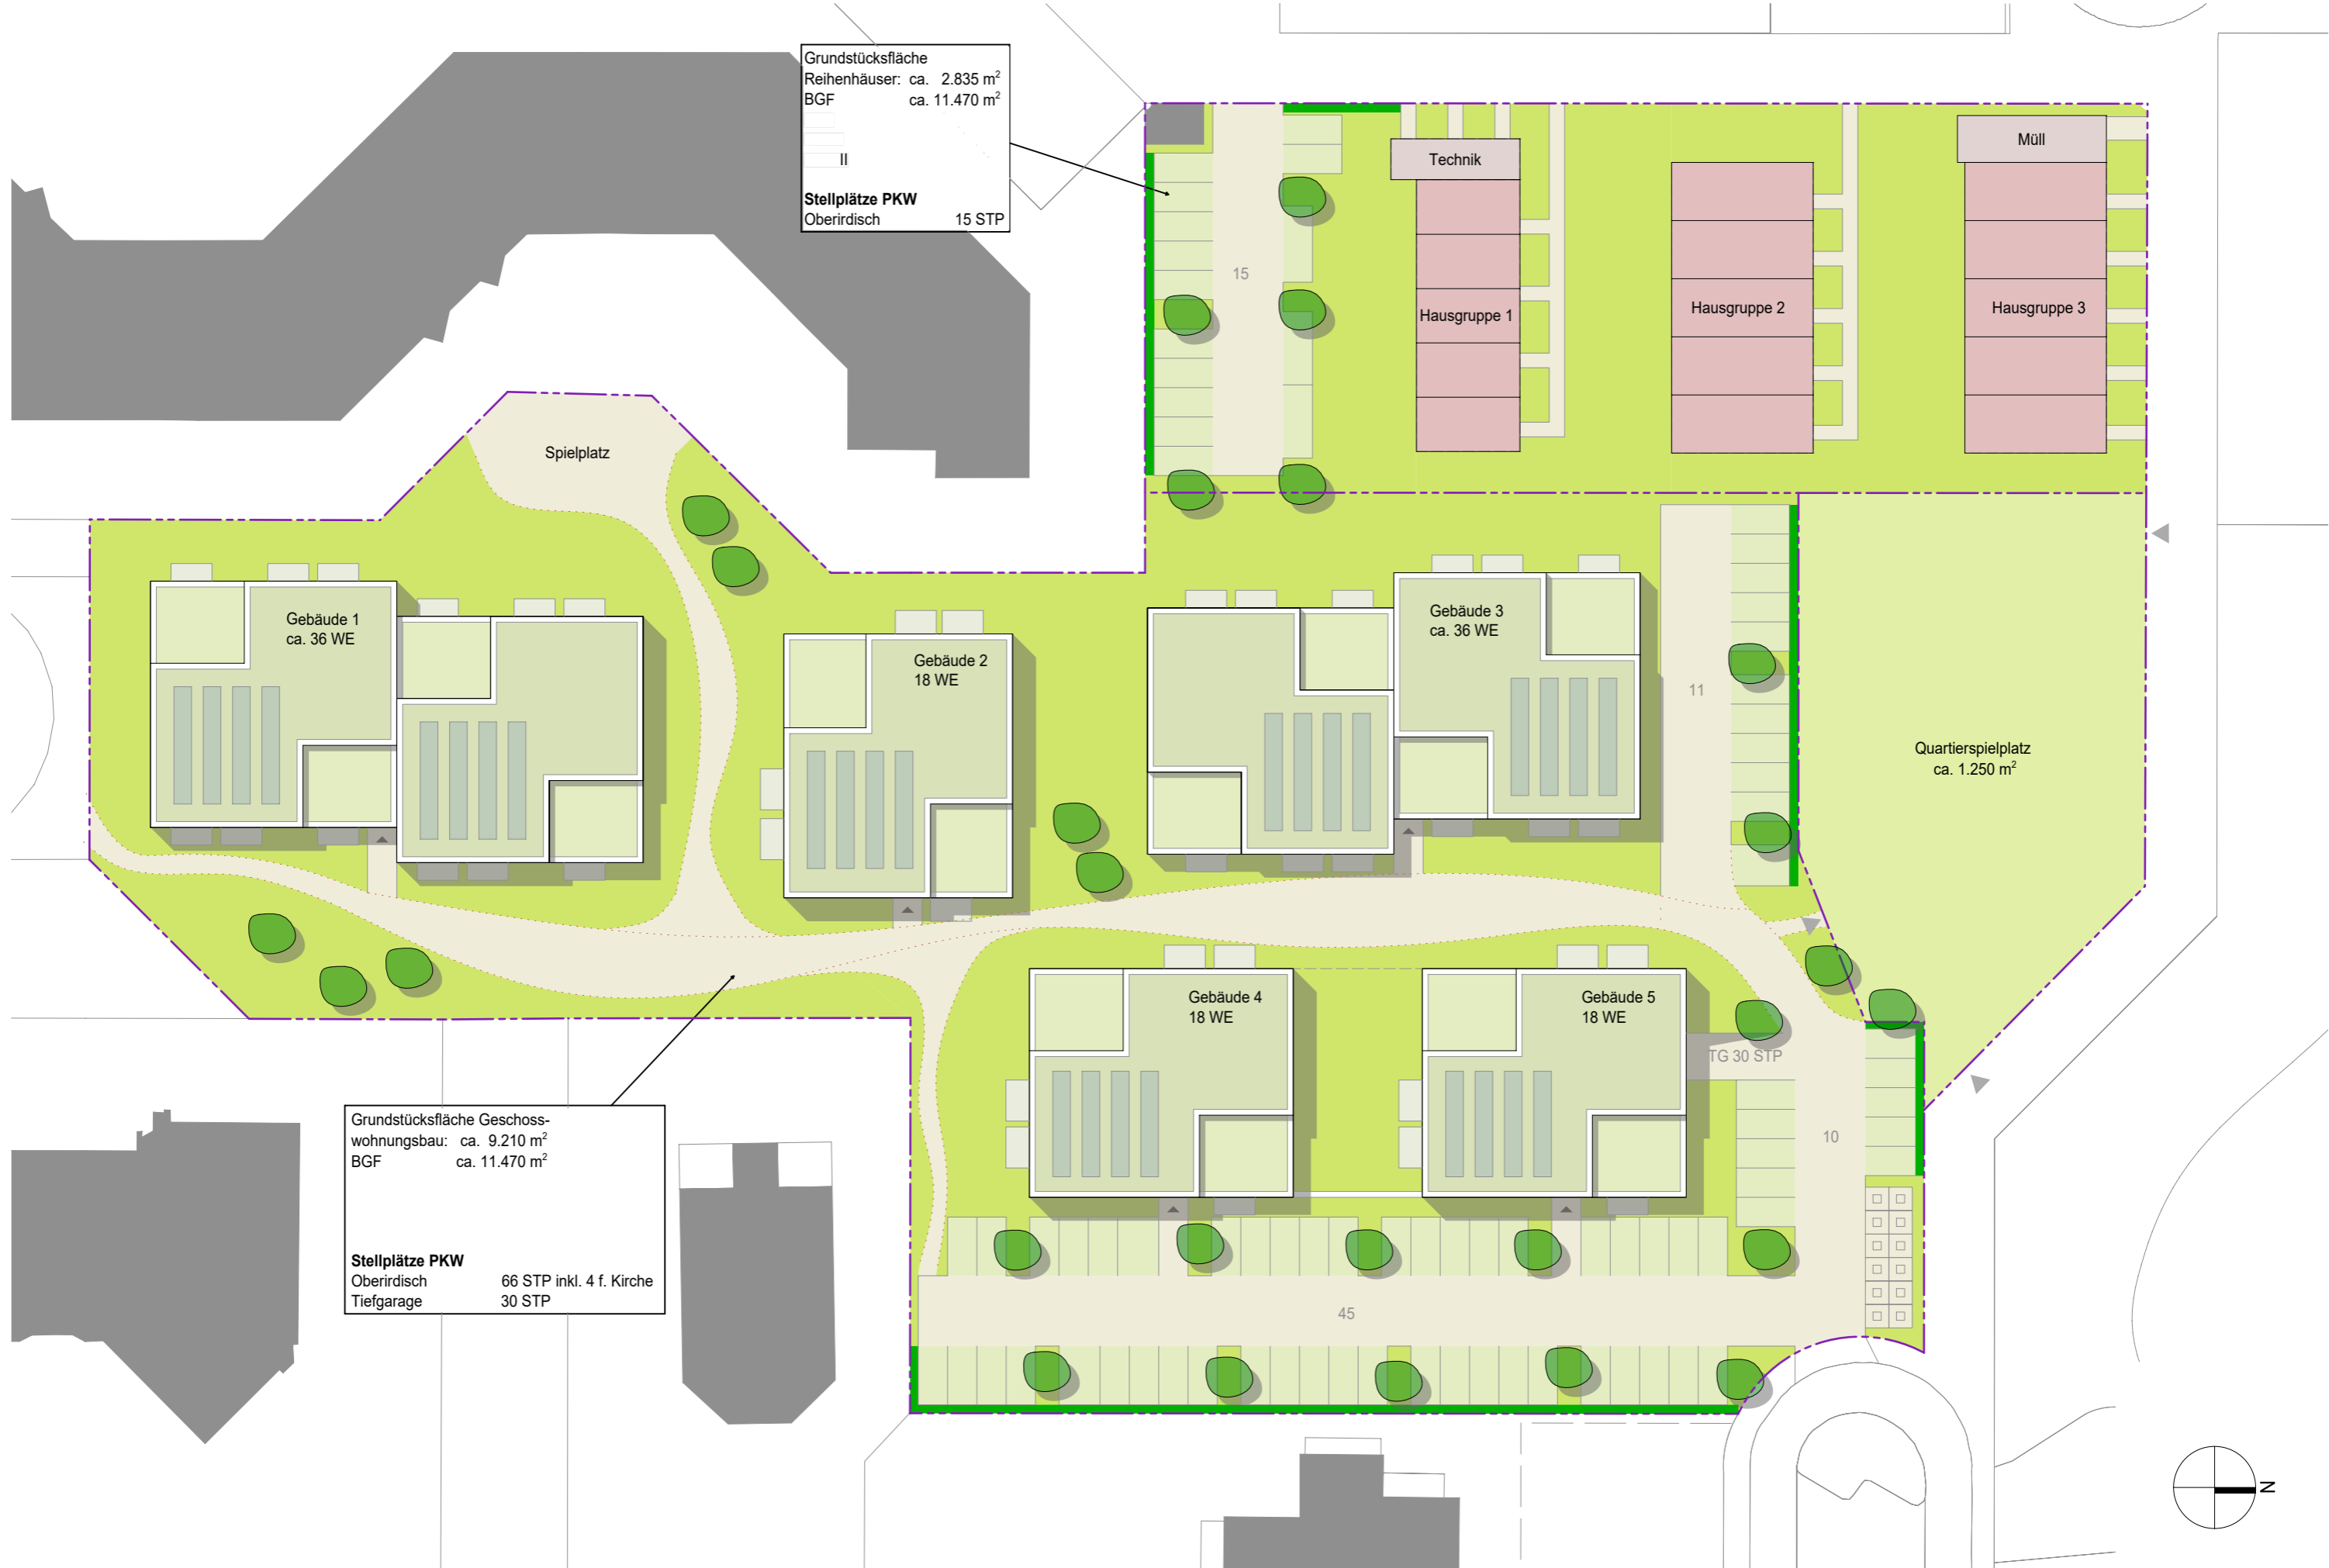 Grundstücksfläche
Reihenhäuser: ca. 2.835 m²
BGF ca. 11.470 m²
II
Stellplätze PKW
Oberirdisch 15 STP
Technik
Müll
15
Hausgruppe 1
Hausgruppe 2
Hausgruppe 3
Spielplatz
Gebäude 1
ca. 36 WE
Gebäude 2
18 WE
Gebäude 3
ca. 36 WE
11
Quartierspielplatz
ca. 1.250 m²
Gebäude 4
18 WE
Gebäude 5
18 WE
TG 30 STP
10
Grundstücksfläche Geschoss-
wohnungsbau: ca. 9.210 m²
BGF ca. 11.470 m²
Stellplätze PKW
Oberirdisch 66 STP inkl. 4 f. Kirche
Tiefgarage 30 STP
45
N